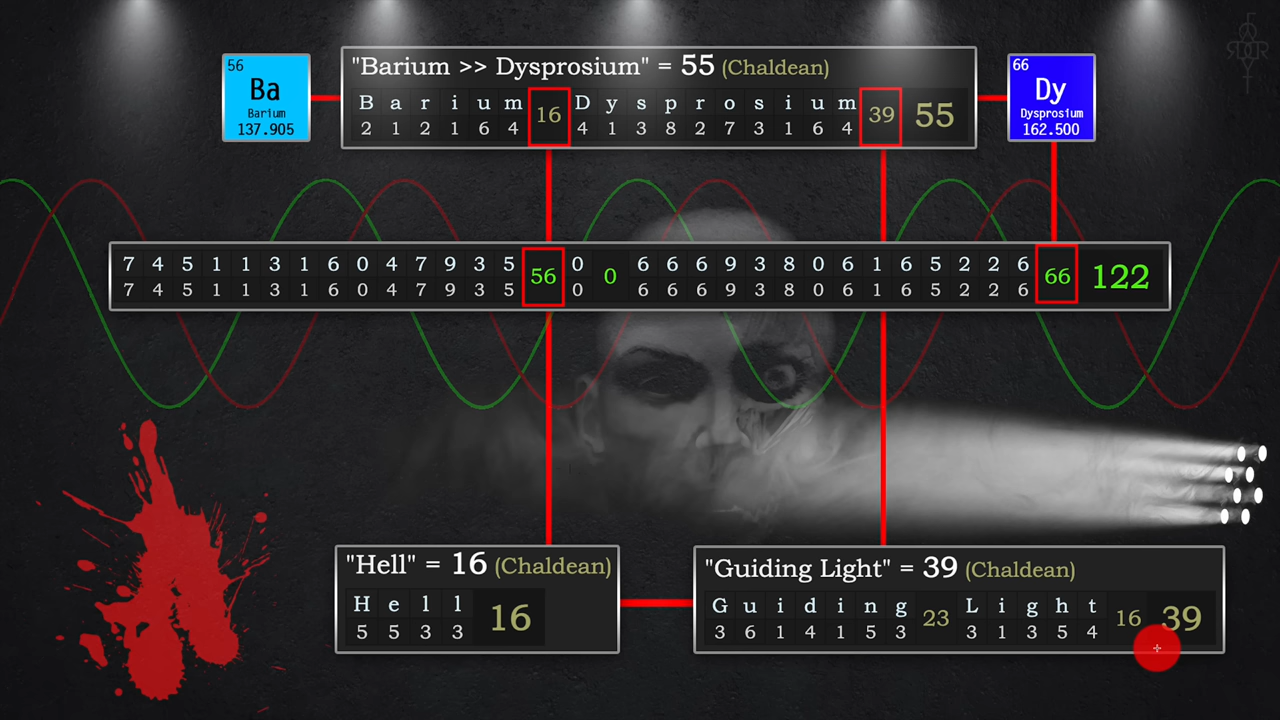 56
Ba
Barium
137.905
"Barium >> Dysprosium" = 55 (Chaldean)
B a r i u m 16 D y s p r o s i u m 39 55
2 1 2 1 6 4 4 1 3 8 2 7 3 1 6 4
66
Dy
Dysprosium
162.500
7 4 5 1 1 3 1 6 0 4 7 9 3 5 56 0 0 6 6 6 9 3 8 0 6 1 6 5 2 2 6 66 122
7 4 5 1 1 3 1 6 0 4 7 9 3 5 0 6 6 6 9 3 8 0 6 1 6 5 2 2 6
"Hell" = 16 (Chaldean)
H e l l 16
5 5 3 3
"Guiding Light" = 39 (Chaldean)
G u i d i n g 23 L i g h t 16 39
3 6 1 4 1 5 3 3 1 3 5 4